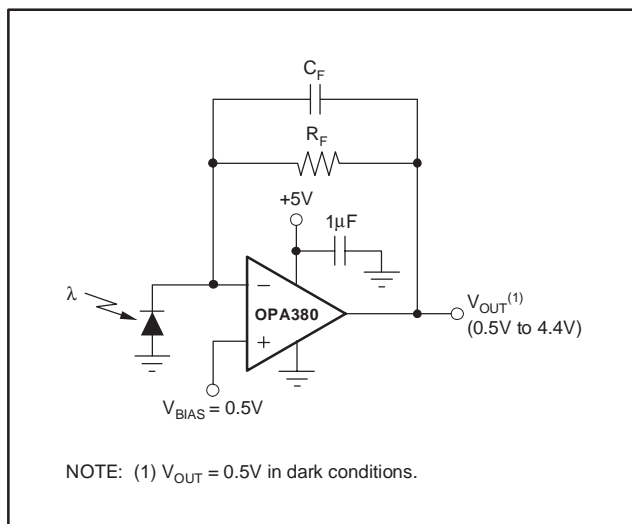 C_F
R_F
+5V
1μF
λ
−
OPA380
+
V_OUT(1)
(0.5V to 4.4V)
V_BIAS = 0.5V
NOTE: (1) V_OUT = 0.5V in dark conditions.